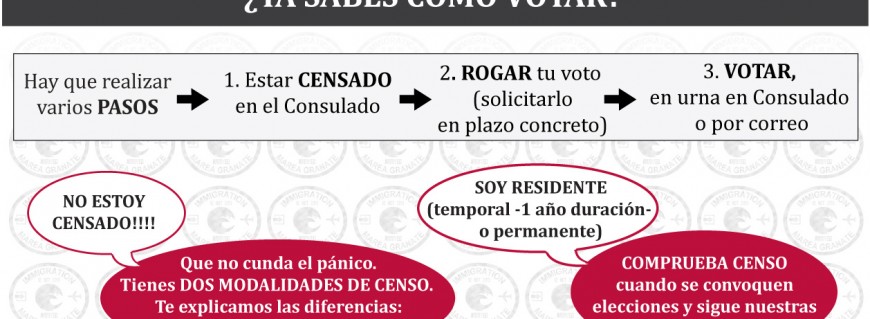 ¿YA SABES CÓMO VOTAR?
Hay que realizar
varios PASOS
1. Estar CENSADO
en el Consulado
2. ROGAR tu voto
(solicitarlo
en plazo concreto)
3. VOTAR,
en urna en Consulado
o por correo
NO ESTOY
CENSADO!!!!
Que no cunda el pánico.
Tienes DOS MODALIDADES DE CENSO.
Te explicamos las diferencias:
SOY RESIDENTE
(temporal -1 año duración-
o permanente)
COMPRUEBA CENSO
cuando se convoquen
elecciones y sigue nuestras
IMMIGRATION
MAREA GRANATE